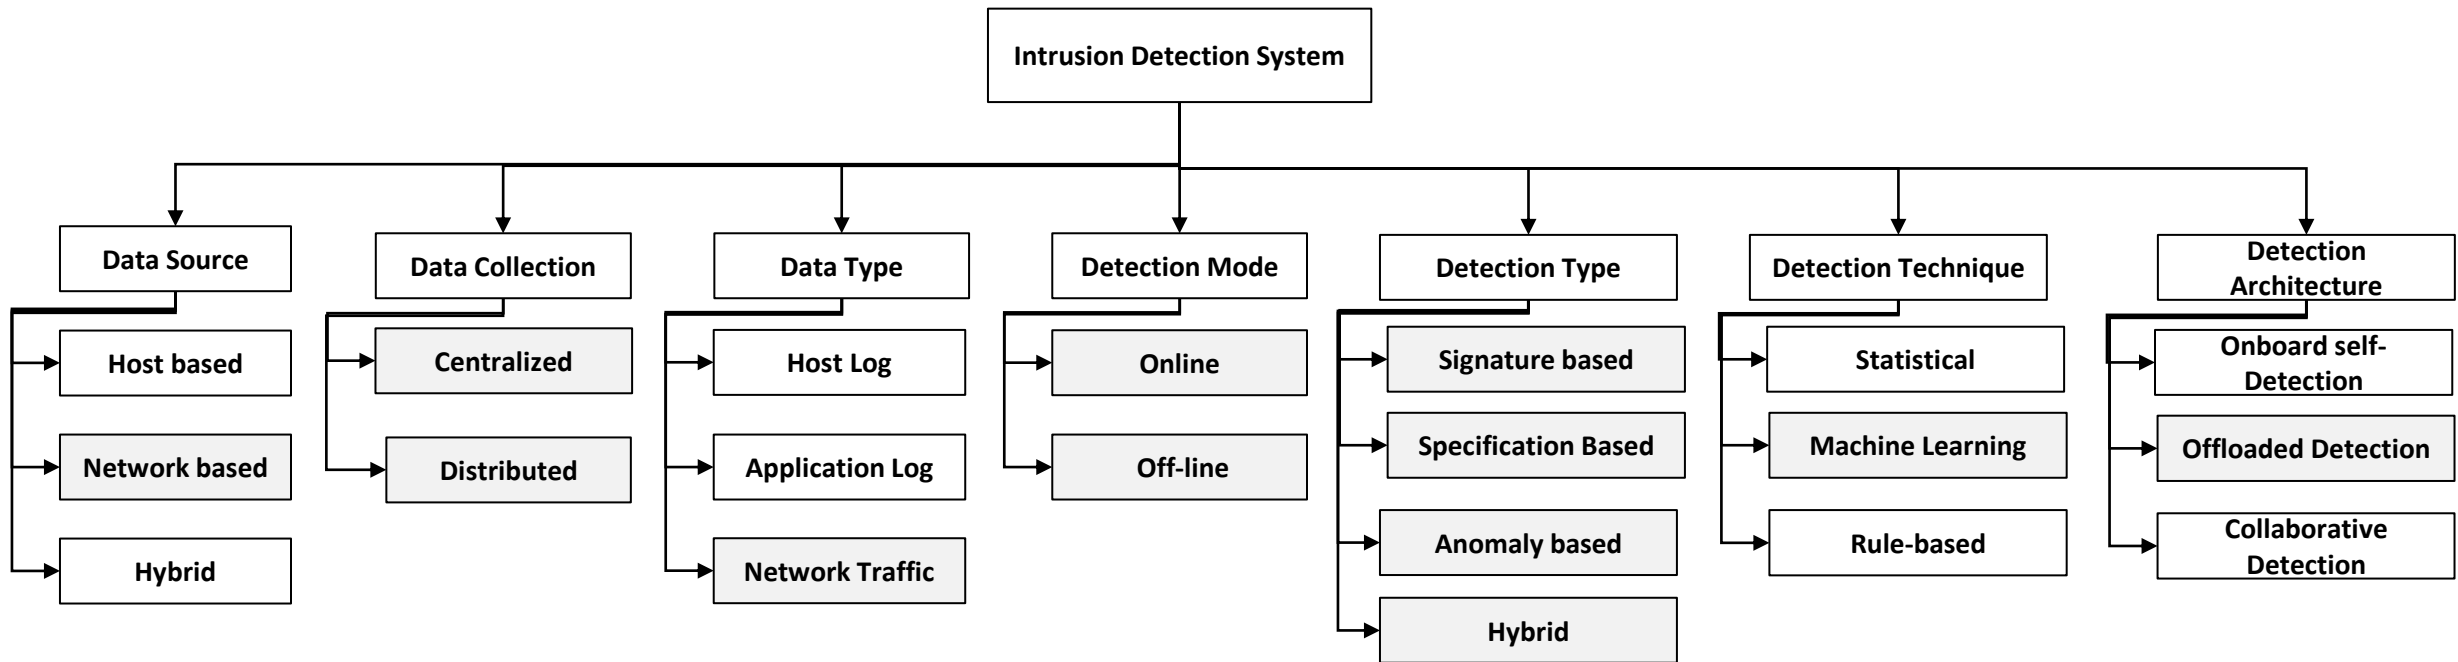 Intrusion Detection System
Data Source
Data Collection
Data Type
Detection Mode
Detection Type
Detection Technique
Detection
Architecture
Host based
Network based
Hybrid
Centralized
Distributed
Host Log
Application Log
Network Traffic
Online
Off-line
Signature based
Specification Based
Anomaly based
Hybrid
Statistical
Machine Learning
Rule-based
Onboard self-
Detection
Offloaded Detection
Collaborative
Detection